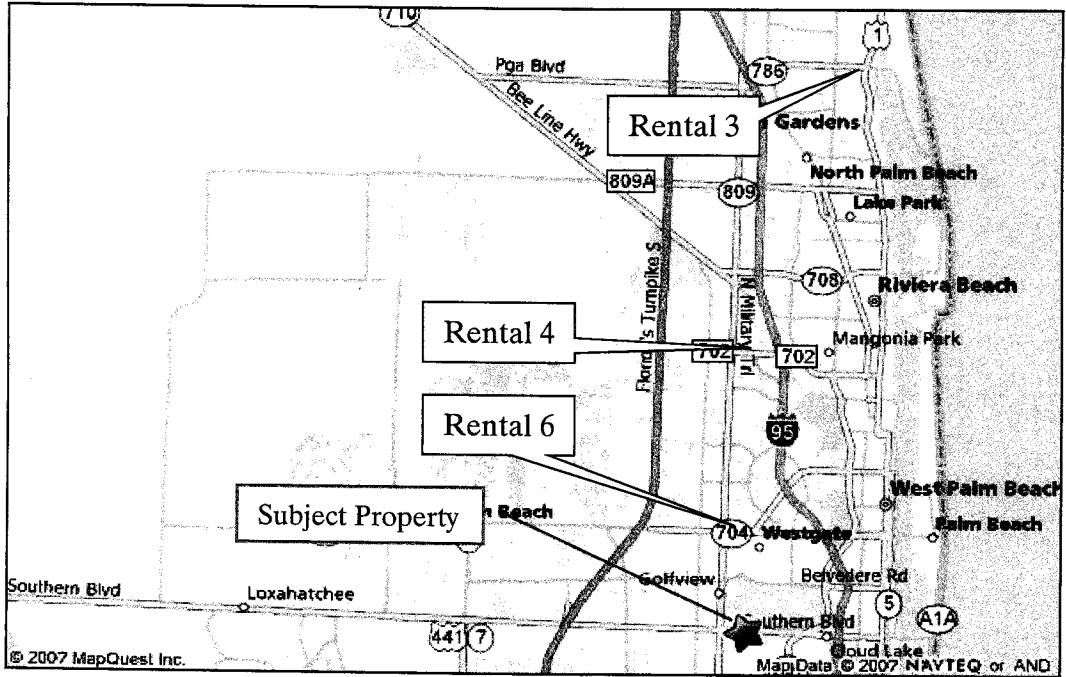 710
1
Pga Blvd
786
Bee Line Hwy
Rental 3
Gardens
North Palm Beach
809A
809
Lake Park
Florida's Turnpike S
N Military Trl
708
Riviera Beach
Rental 4
702
702
Mangonia Park
Rental 6
95
West Palm Beach
Subject Property
Beach
704
Westgate
Palm Beach
Golfview
Belvedere Rd
Southern Blvd
Loxahatchee
5
A1A
441
7
Southern Blvd
Cloud Lake
© 2007 MapQuest Inc.
Map Data © 2007 NAVTEQ or AND